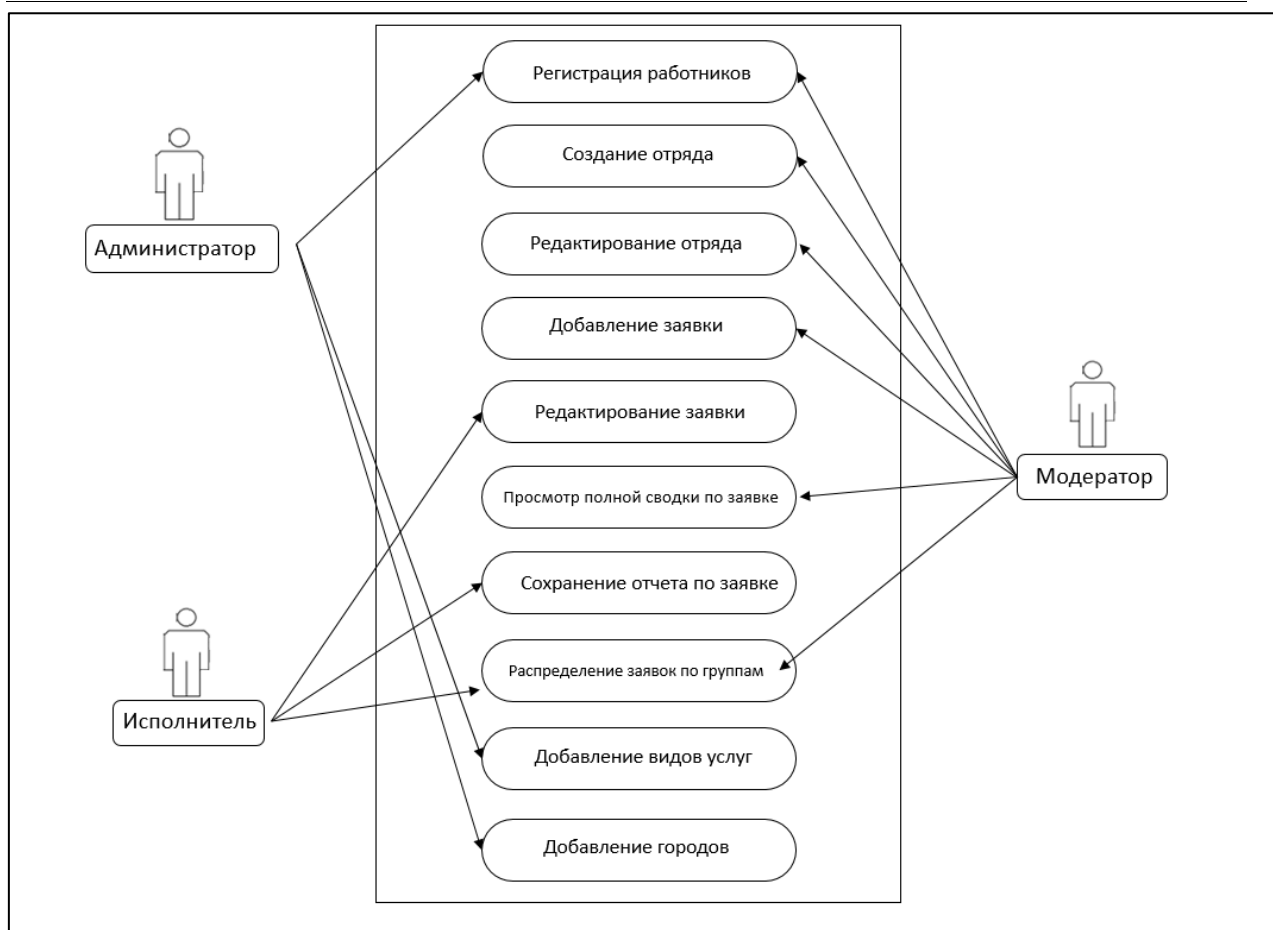 Регистрация работников
Создание отряда
Администратор
Редактирование отряда
Добавление заявки
Редактирование заявки
Модератор
Просмотр полной сводки по заявке
Сохранение отчета по заявке
Распределение заявок по группам
Исполнитель
Добавление видов услуг
Добавление городов